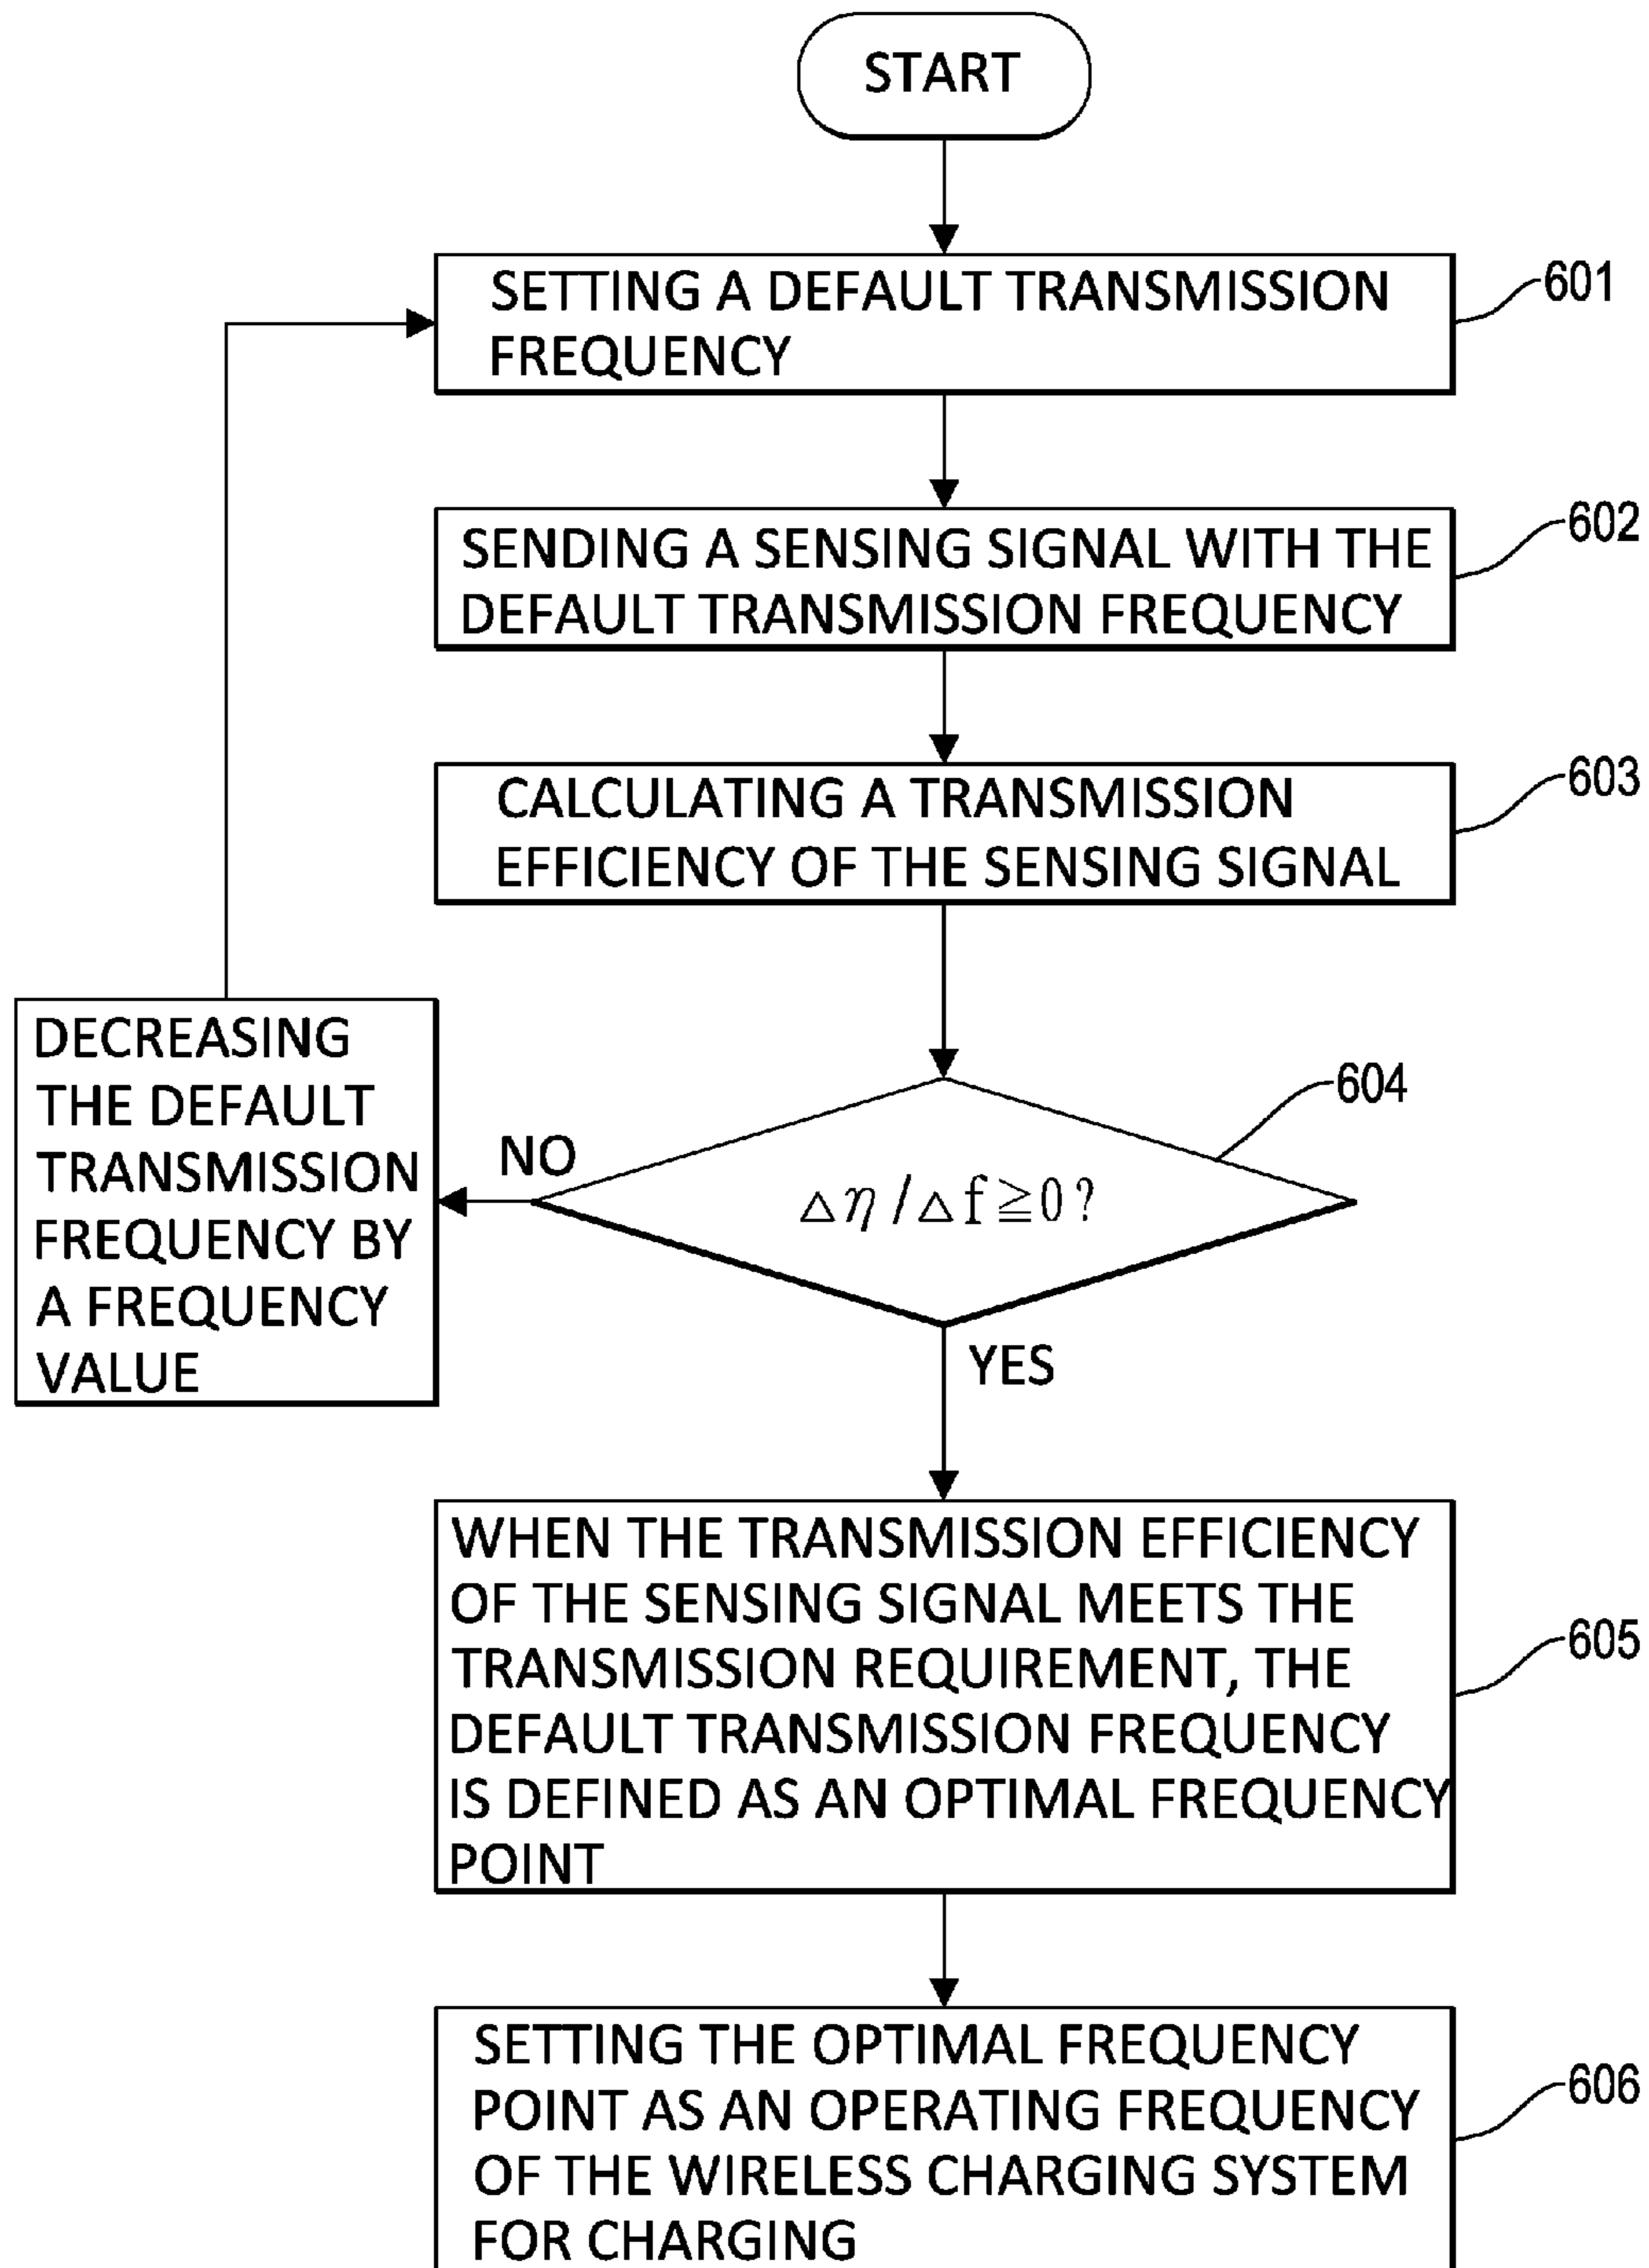 START
SETTING A DEFAULT TRANSMISSION
FREQUENCY
601
SENDING A SENSING SIGNAL WITH THE
DEFAULT TRANSMISSION FREQUENCY
602
CALCULATING A TRANSMISSION
EFFICIENCY OF THE SENSING SIGNAL
603
DECREASING
THE DEFAULT
TRANSMISSION
FREQUENCY BY
A FREQUENCY
VALUE
NO
604
△η/△f≧0?
YES
WHEN THE TRANSMISSION EFFICIENCY
OF THE SENSING SIGNAL MEETS THE
TRANSMISSION REQUIREMENT, THE
DEFAULT TRANSMISSION FREQUENCY
IS DEFINED AS AN OPTIMAL FREQUENCY
POINT
605
SETTING THE OPTIMAL FREQUENCY
POINT AS AN OPERATING FREQUENCY
OF THE WIRELESS CHARGING SYSTEM
FOR CHARGING
606